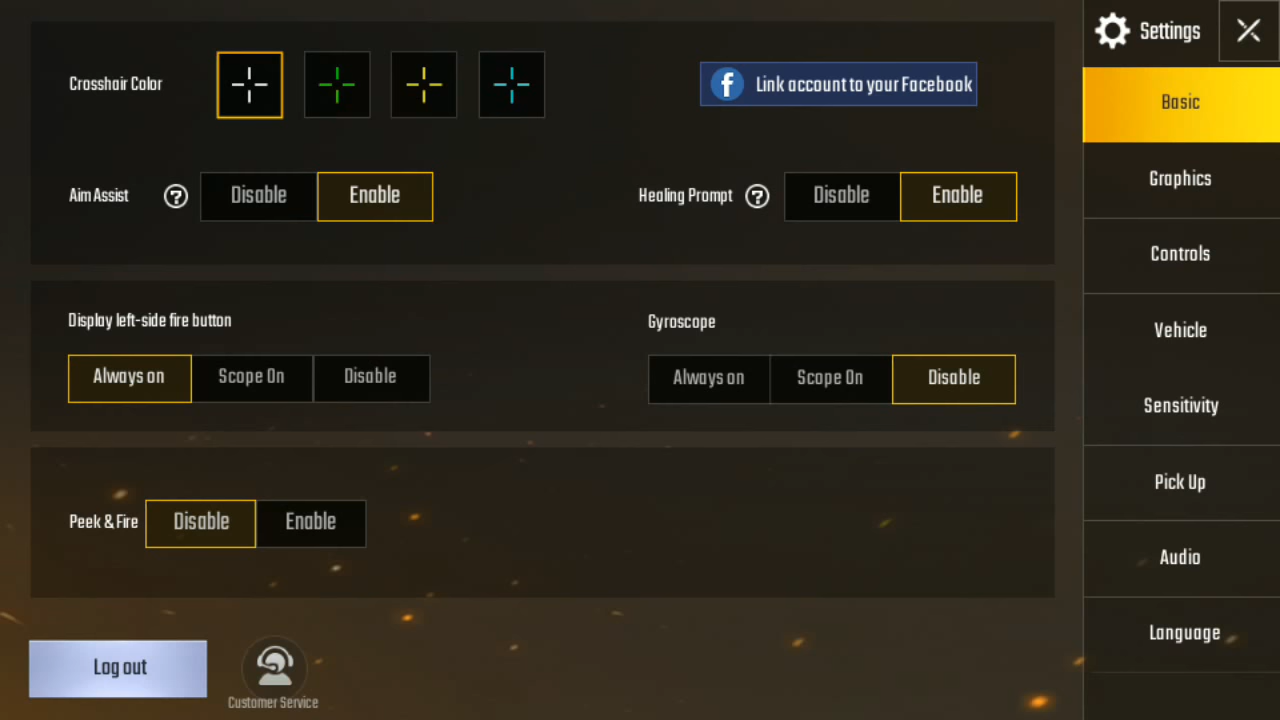 Settings
Crosshair Color
Link account to your Facebook
Aim Assist ? Disable Enable
Healing Prompt ? Disable Enable
Display left-side fire button
Always on Scope On Disable
Gyroscope
Always on Scope On Disable
Peek & Fire Disable Enable
Log out
Customer Service
Basic
Graphics
Controls
Vehicle
Sensitivity
Pick Up
Audio
Language